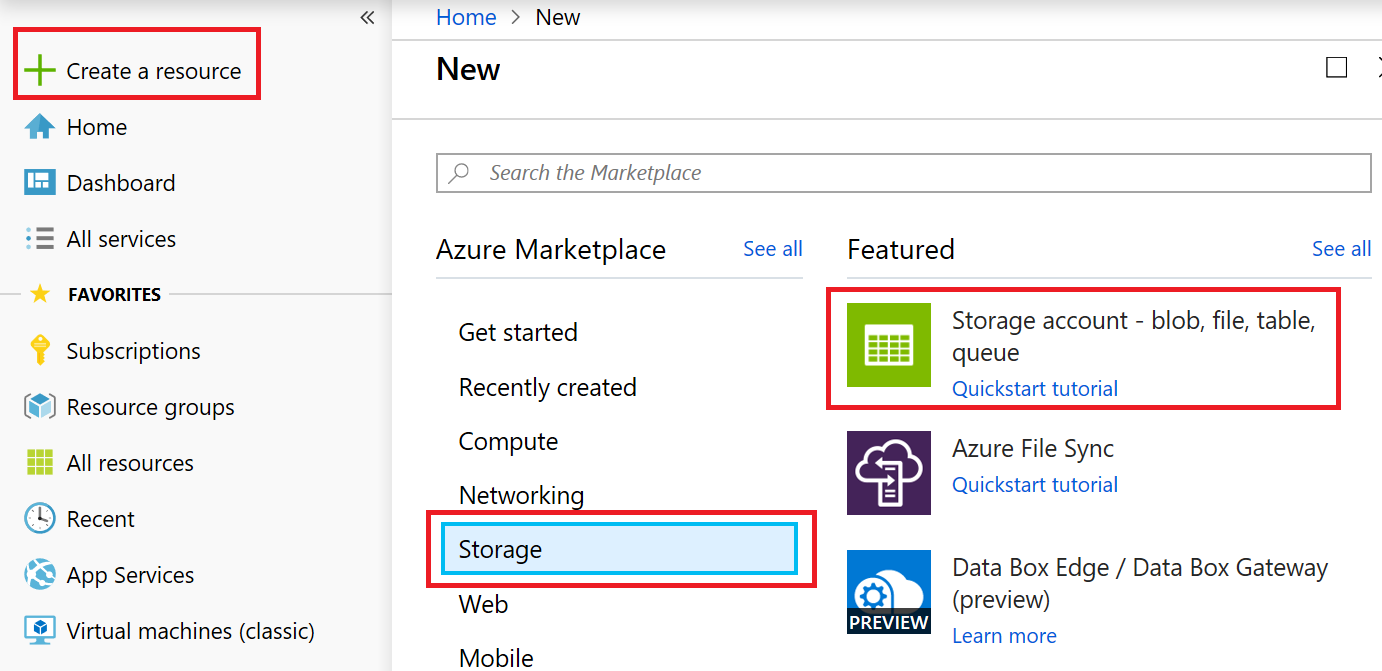 Create a resource
Home
Dashboard
All services
FAVORITES
Subscriptions
Resource groups
All resources
Recent
App Services
Virtual machines (classic)
Home > New
New
Search the Marketplace
Azure Marketplace See all
Get started
Recently created
Compute
Networking
Storage
Web
Mobile
Featured See all
Storage account - blob, file, table,
queue
Quickstart tutorial
Azure File Sync
Quickstart tutorial
PREVIEW
Data Box Edge / Data Box Gateway
(preview)
Learn more